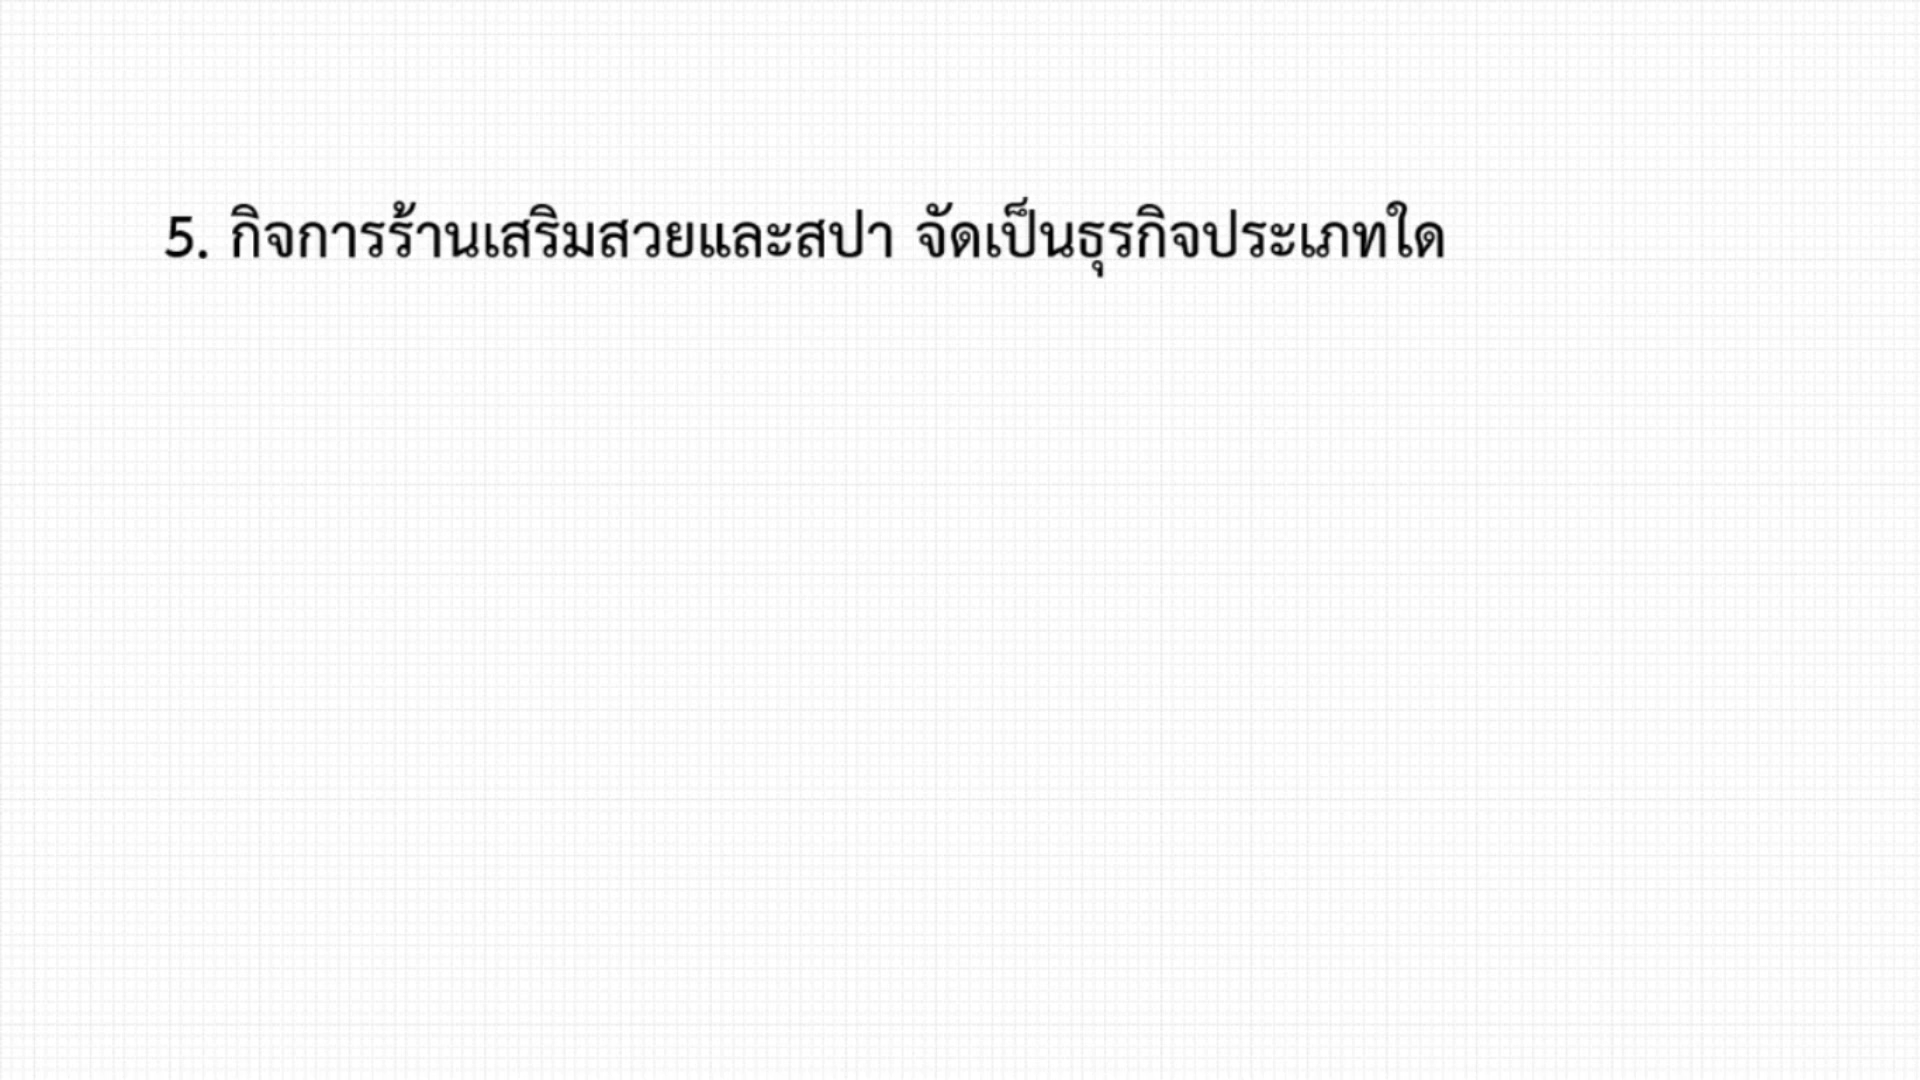 5. กิจการร้านเสริมสวยและสปา จัดเป็นธุรกิจประเภทใด